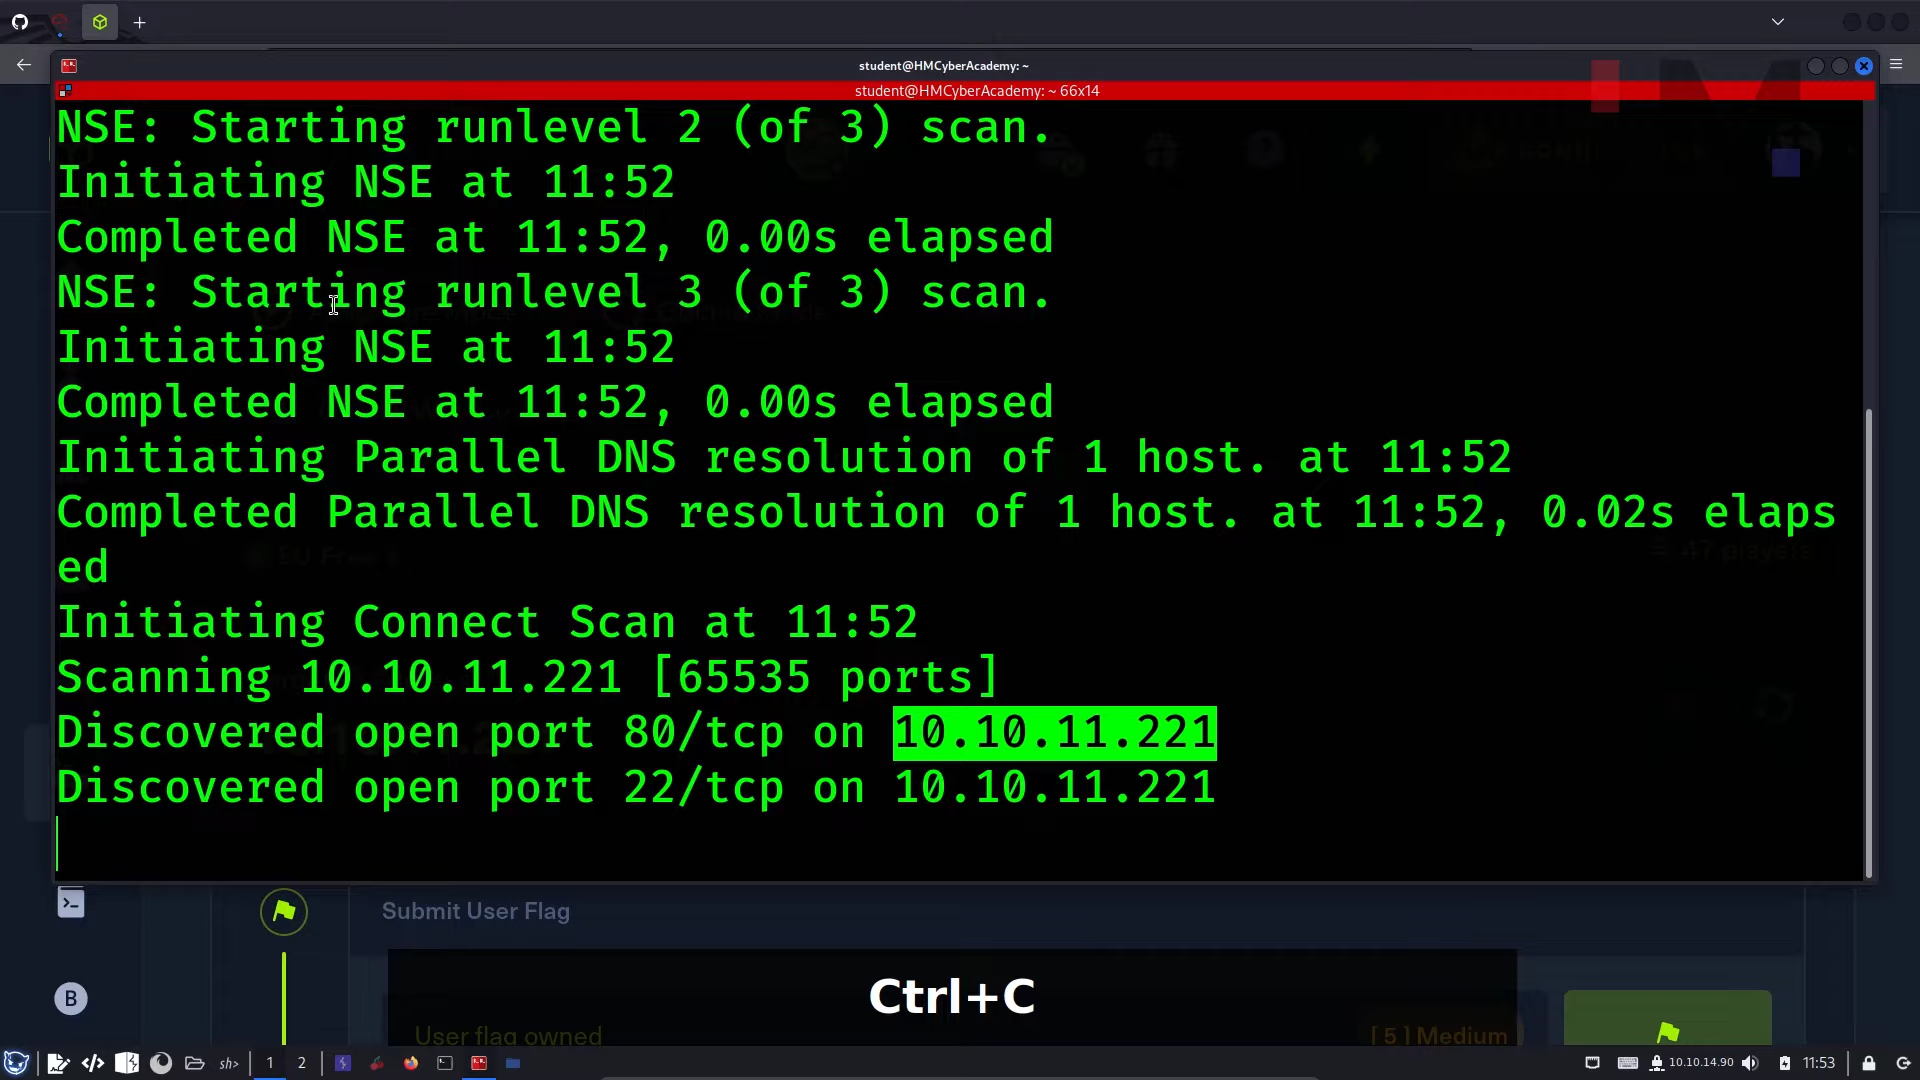 student@HMCyberAcademy: ~
student@HMCyberAcademy: ~ 66x14
NSE: Starting runlevel 2 (of 3) scan.
Initiating NSE at 11:52
Completed NSE at 11:52, 0.00s elapsed
NSE: Starting runlevel 3 (of 3) scan.
Initiating NSE at 11:52
Completed NSE at 11:52, 0.00s elapsed
Initiating Parallel DNS resolution of 1 host. at 11:52
Completed Parallel DNS resolution of 1 host. at 11:52, 0.02s elaps
ed
Initiating Connect Scan at 11:52
Scanning 10.10.11.221 [65535 ports]
Discovered open port 80/tcp on 10.10.11.221
Discovered open port 22/tcp on 10.10.11.221
Submit User Flag
Ctrl+C
B
User flag owned
[ 5 ] Medium
sh>
1
2
10.10.14.90
11:53